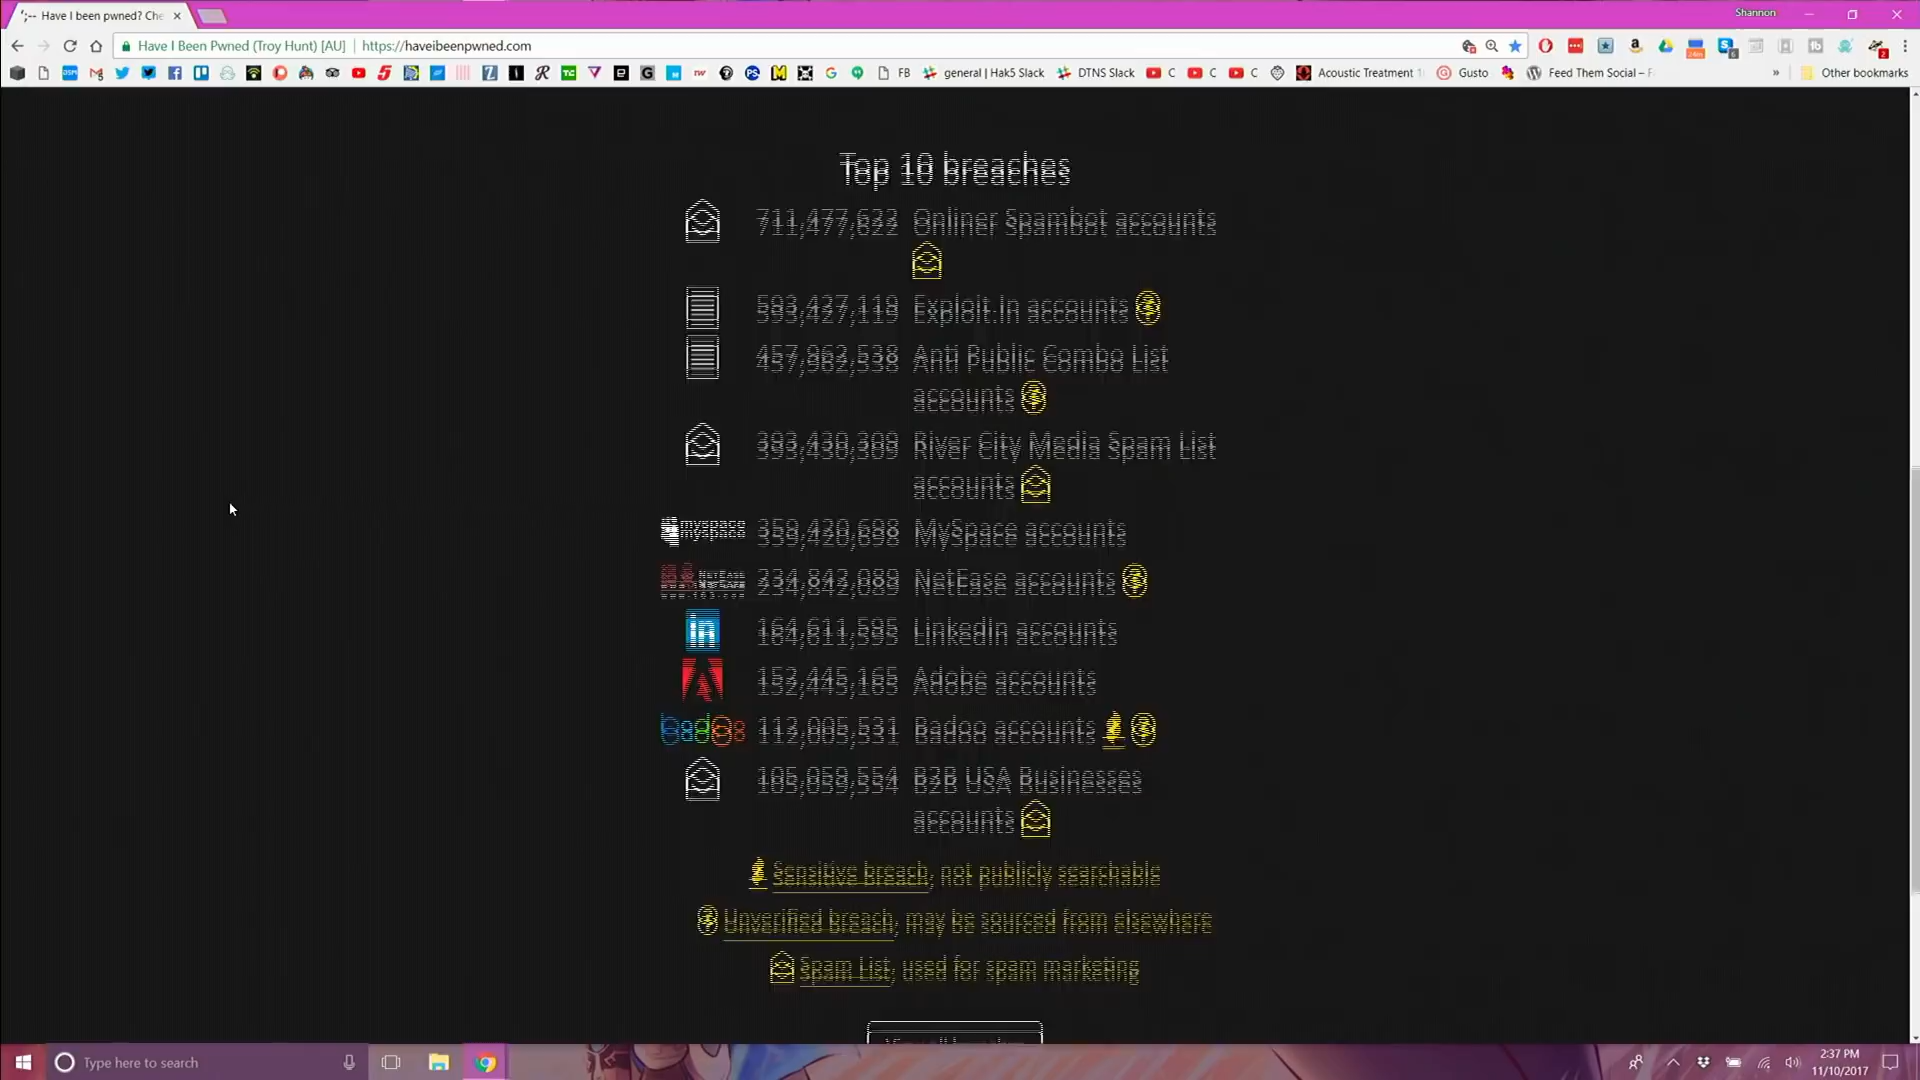 Have I been pwned? Che
Shannon
Have I Been Pwned (Troy Hunt) [AU]
https://haveibeenpwned.com
FB
general | Hak5 Slack
DTNS Slack
C
C
C
Acoustic Treatment
Gusto
Feed Them Social – F
»
Other bookmarks
Top 10 breaches
711,477,622 Onliner Spambot accounts
593,427,119 Exploit.In accounts
457,962,538 Anti Public Combo List
accounts
393,430,309 River City Media Spam List
accounts
myspace 359,420,698 MySpace accounts
NETEASE 234,842,089 NetEase accounts
in 164,611,595 LinkedIn accounts
152,445,165 Adobe accounts
badoo 112,005,531 Badoo accounts
105,059,554 B2B USA Businesses
accounts
Sensitive breach, not publicly searchable
Unverified breach, may be sourced from elsewhere
Spam List, used for spam marketing
Type here to search
2:37 PM
11/10/2017